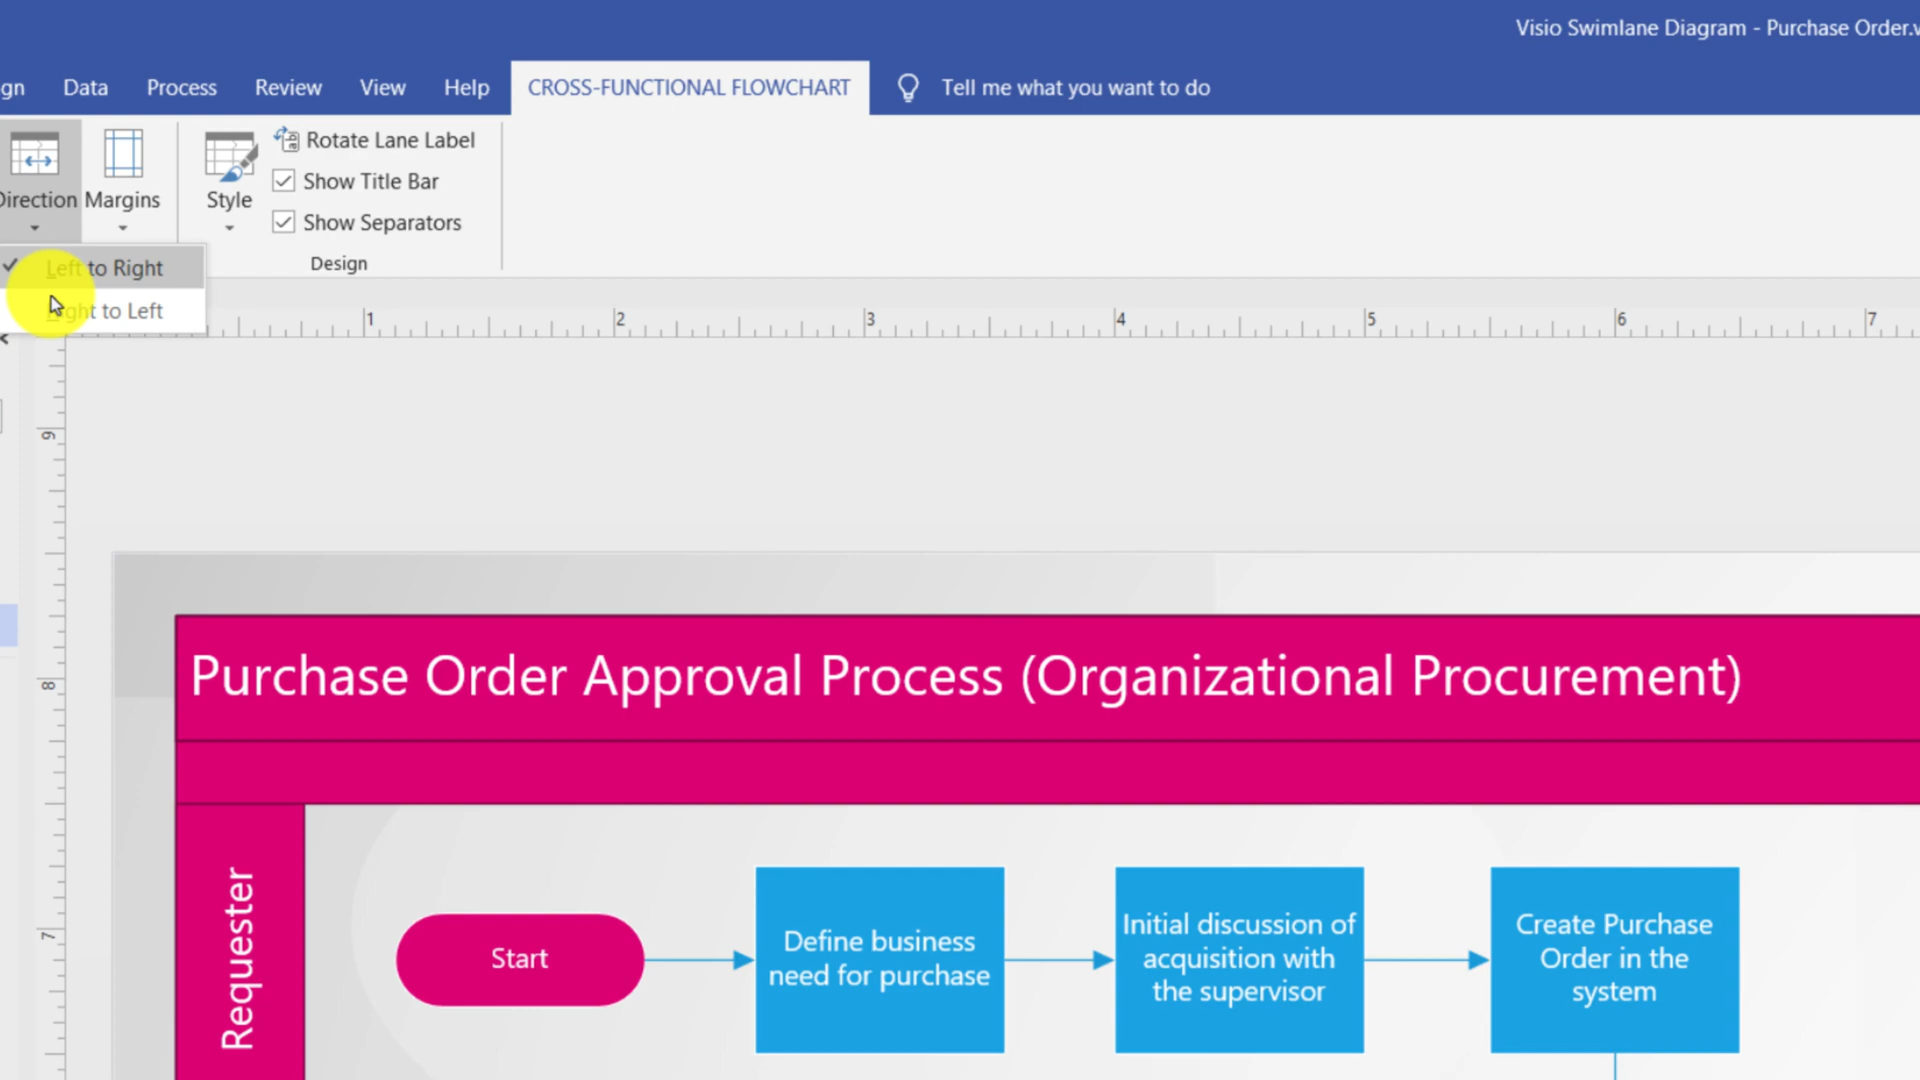 Visio Swimlane Diagram - Purchase Order.v
gn Data Process Review View Help CROSS-FUNCTIONAL FLOWCHART Tell me what you want to do
Direction Margins Style Rotate Lane Label
Show Title Bar
Show Separators
Design
Left to Right
Right to Left
1 2 3 4 5 6 7
9
8
7
Purchase Order Approval Process (Organizational Procurement)
Requester
Start
Define business
need for purchase
Initial discussion of
acquisition with
the supervisor
Create Purchase
Order in the
system